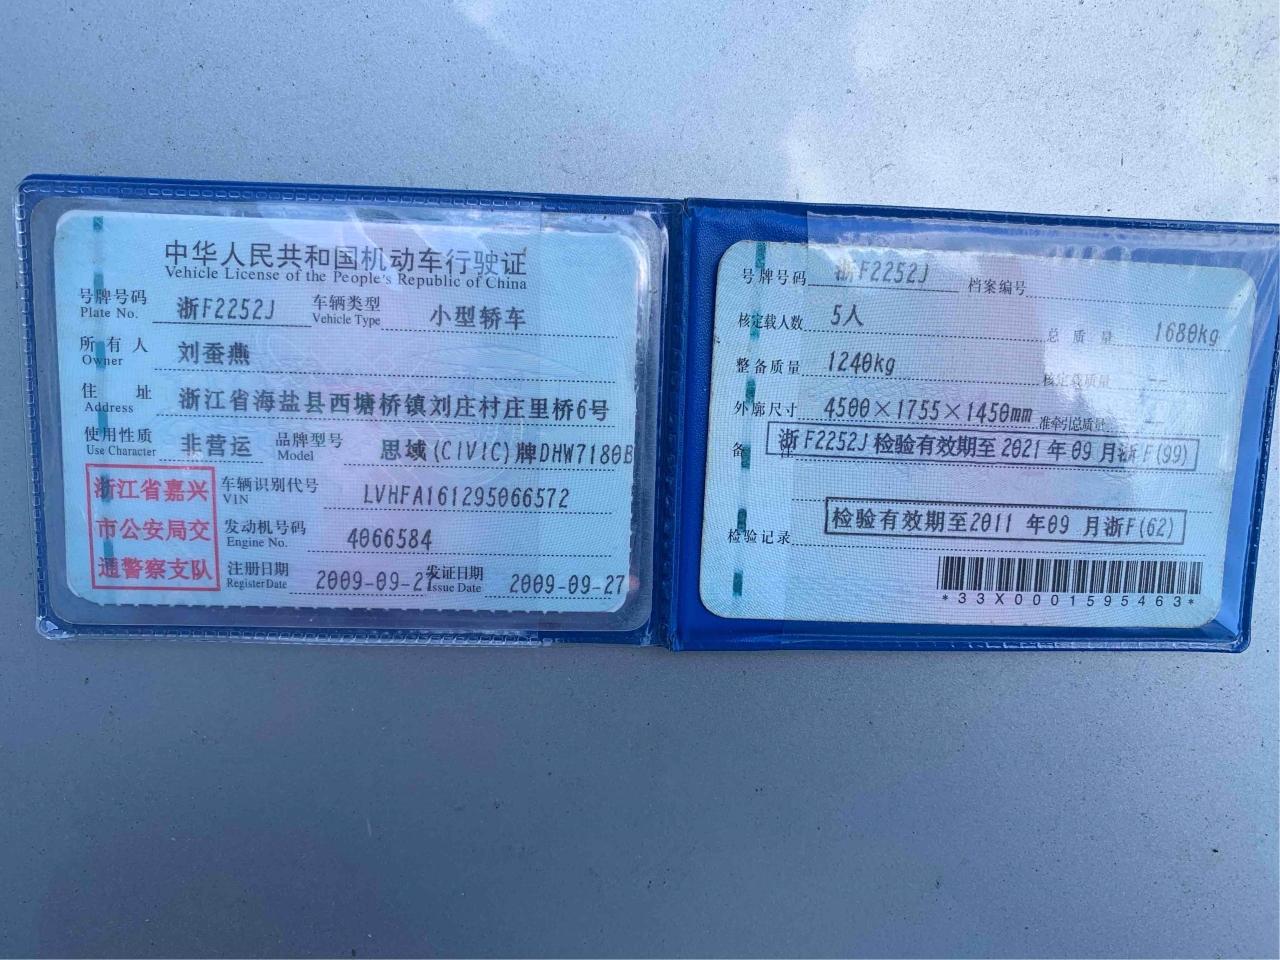 中华人民共和国机动车行驶证
Vehicle License of the People's Republic of China
号牌号码 浙F2252J 车辆类型 小型轿车
Plate No. Vehicle Type
所有人 刘蚕燕
Owner
住址 浙江省海盐县西塘桥镇刘庄村庄里桥6号
Address
使用性质 非营运 品牌型号 思域(CIVIC)牌DHW7180B
Use Character Model
浙江省嘉兴
市公安局交
通警察支队
车辆识别代号 LVHFA161295066572
VIN
发动机号码 4066584
Engine No.
注册日期 2009-09-27 发证日期 2009-09-27
Register Date Issue Date
号牌号码 浙F2252J 档案编号
核定载人数 5人 总质量 1680kg
整备质量 1240kg 核定载质量 --
外廓尺寸 4500×1755×1450mm 准牵引总质量
备注 浙F2252J检验有效期至2021年09月浙F(99)
检验记录 检验有效期至2011年09月浙F(62)
*33X0001595463*